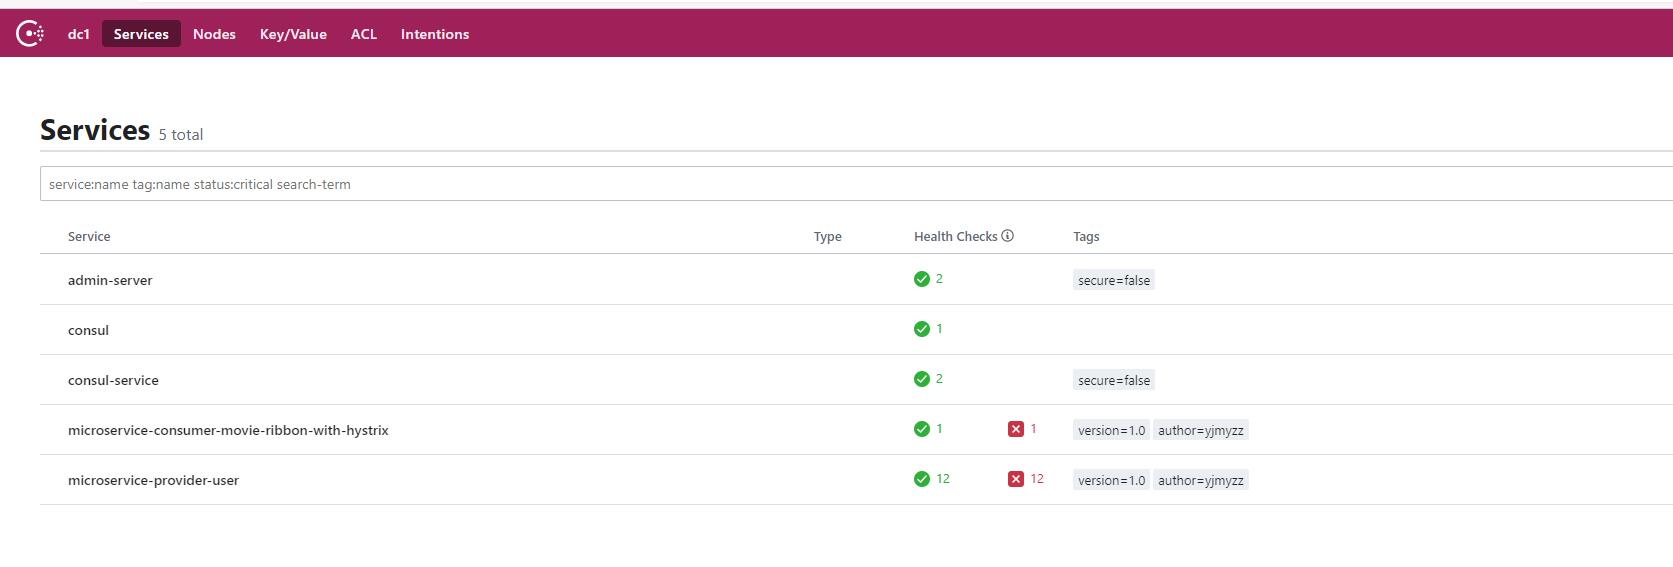 dc1 Services Nodes Key/Value ACL Intentions
Services 5 total
service:name tag:name status:critical search-term
Service Type Health Checks Tags
admin-server 2 secure=false
consul 1
consul-service 2 secure=false
microservice-consumer-movie-ribbon-with-hystrix 1 1 version=1.0 author=yjmyzz
microservice-provider-user 12 12 version=1.0 author=yjmyzz